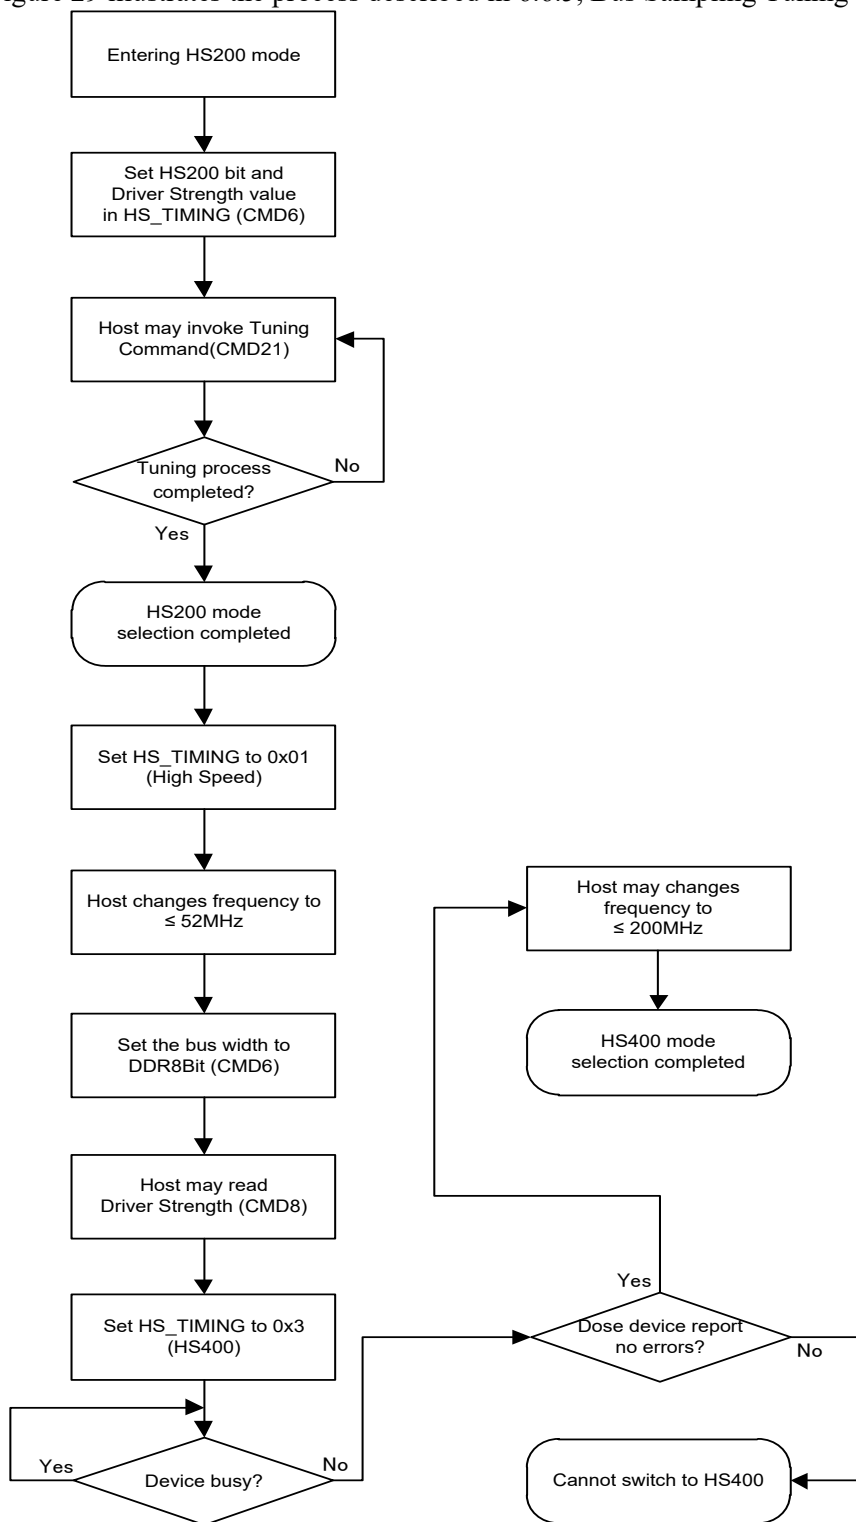 Entering HS200 mode
Set HS200 bit and
Driver Strength value
in HS_TIMING (CMD6)
Host may invoke Tuning
Command(CMD21)
Tuning process
completed?
No
Yes
HS200 mode
selection completed
Set HS_TIMING to 0x01
(High Speed)
Host changes frequency to
≤ 52MHz
Set the bus width to
DDR8Bit (CMD6)
Host may read
Driver Strength (CMD8)
Set HS_TIMING to 0x3
(HS400)
Device busy?
Yes
No
Host may changes
frequency to
≤ 200MHz
HS400 mode
selection completed
Yes
Dose device report
no errors?
No
Cannot switch to HS400